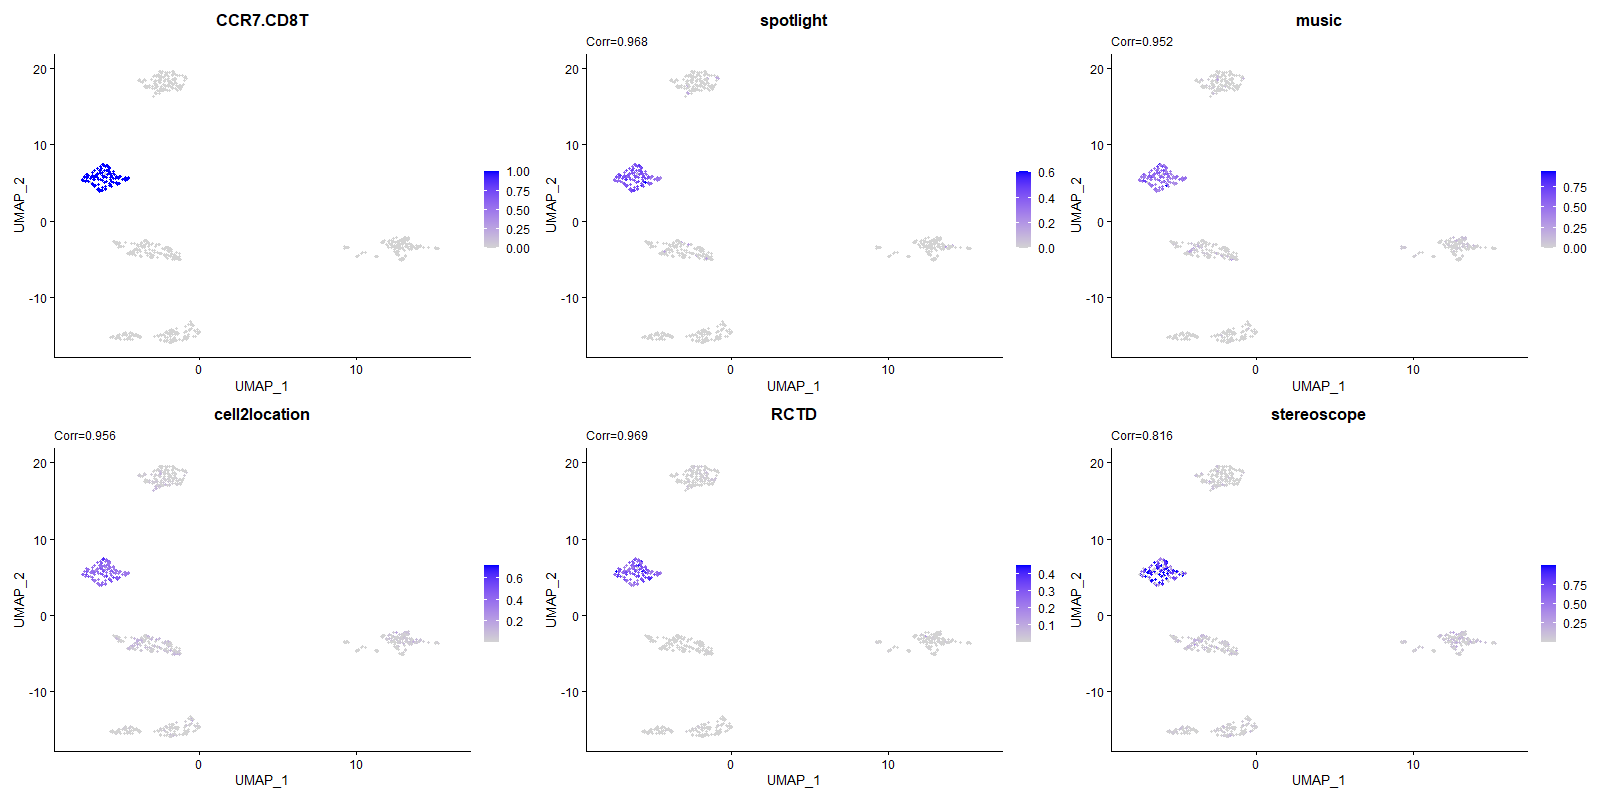 CCR7.CD8T
20
10
0
-10
UMAP_2
0
10
UMAP_1
1.00
0.75
0.50
0.25
0.00
spotlight
Corr=0.968
20
10
0
-10
UMAP_2
0
10
UMAP_1
0.6
0.4
0.2
0.0
music
Corr=0.952
20
10
0
-10
UMAP_2
0
10
UMAP_1
0.75
0.50
0.25
0.00
cell2location
Corr=0.956
20
10
0
-10
UMAP_2
0
10
UMAP_1
0.6
0.4
0.2
RCTD
Corr=0.969
20
10
0
-10
UMAP_2
0
10
UMAP_1
0.4
0.3
0.2
0.1
stereoscope
Corr=0.816
20
10
0
-10
UMAP_2
0
10
UMAP_1
0.75
0.50
0.25